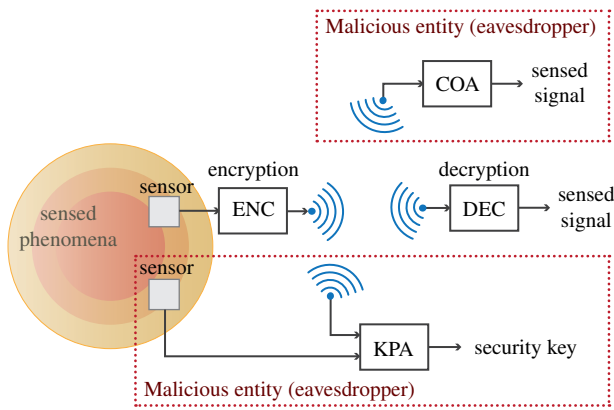 Malicious entity (eavesdropper)
COA
sensed
signal
encryption
decryption
sensor
ENC
DEC
sensed
signal
sensed
phenomena
sensor
KPA
security key
Malicious entity (eavesdropper)